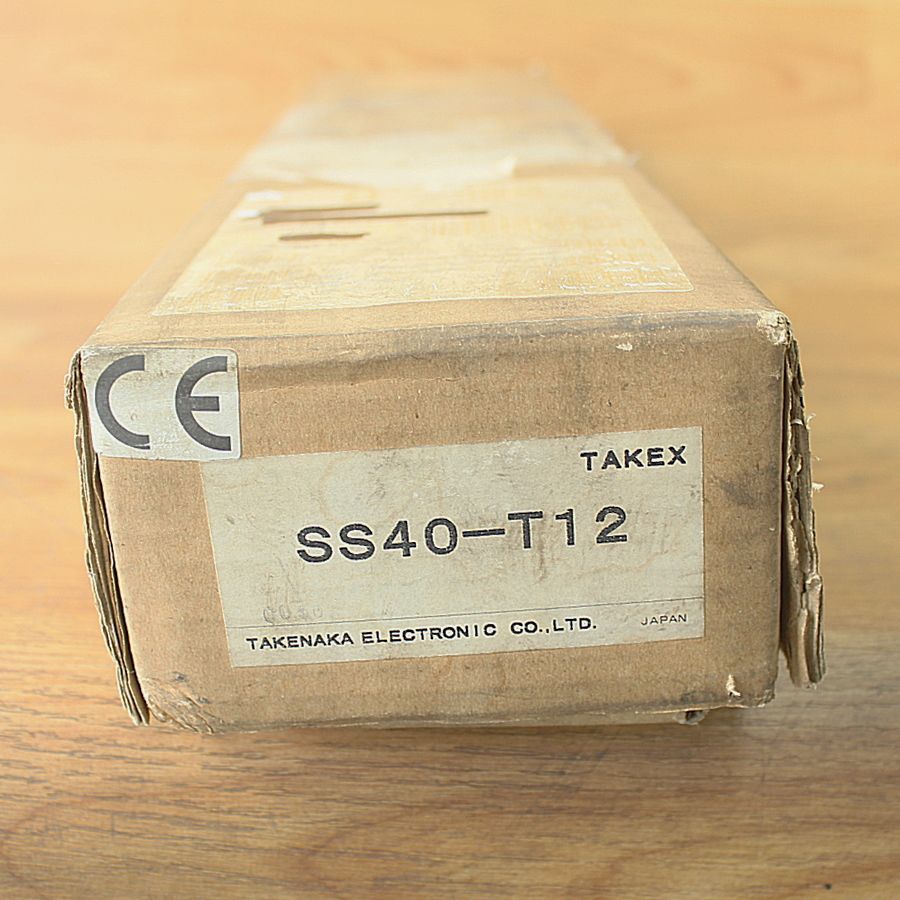 CE
TAKEX
SS40-T12
TAKENAKA ELECTRONIC CO.,LTD.
JAPAN